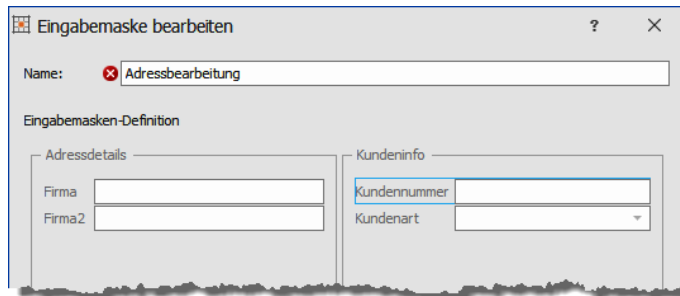 Eingabemaske bearbeiten ?
Name: Adressbearbeitung
Eingabemasken-Definition
Adressdetails
Firma
Firma2
Kundeninfo
Kundennummer
Kundenart